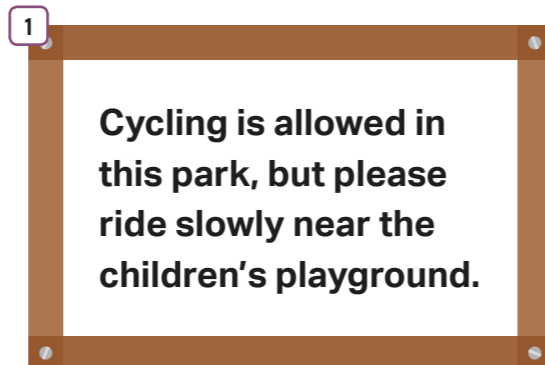 1
Cycling is allowed in
this park, but please
ride slowly near the
children's playground.